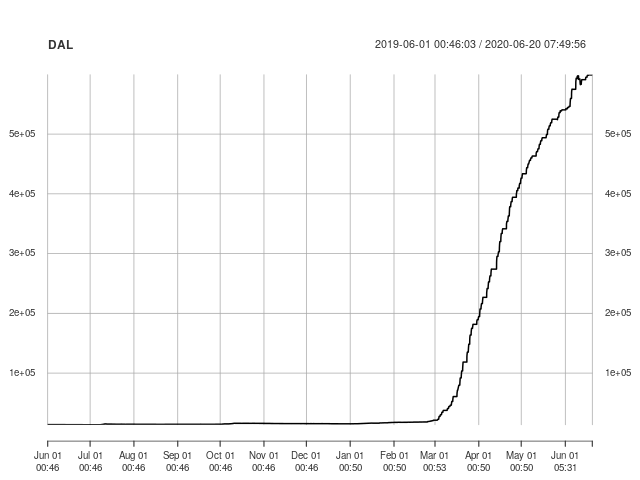 DAL
2019-06-01 00:46:03 / 2020-06-20 07:49:56
5e+05 5e+05
4e+05 4e+05
3e+05 3e+05
2e+05 2e+05
1e+05 1e+05
Jun 01 Jul 01 Aug 01 Sep 01 Oct 01 Nov 01 Dec 01 Jan 01 Feb 01 Mar 01 Apr 01 May 01 Jun 01
00:46 00:46 00:46 00:46 00:46 00:46 00:46 00:50 00:50 00:53 00:50 00:50 05:31